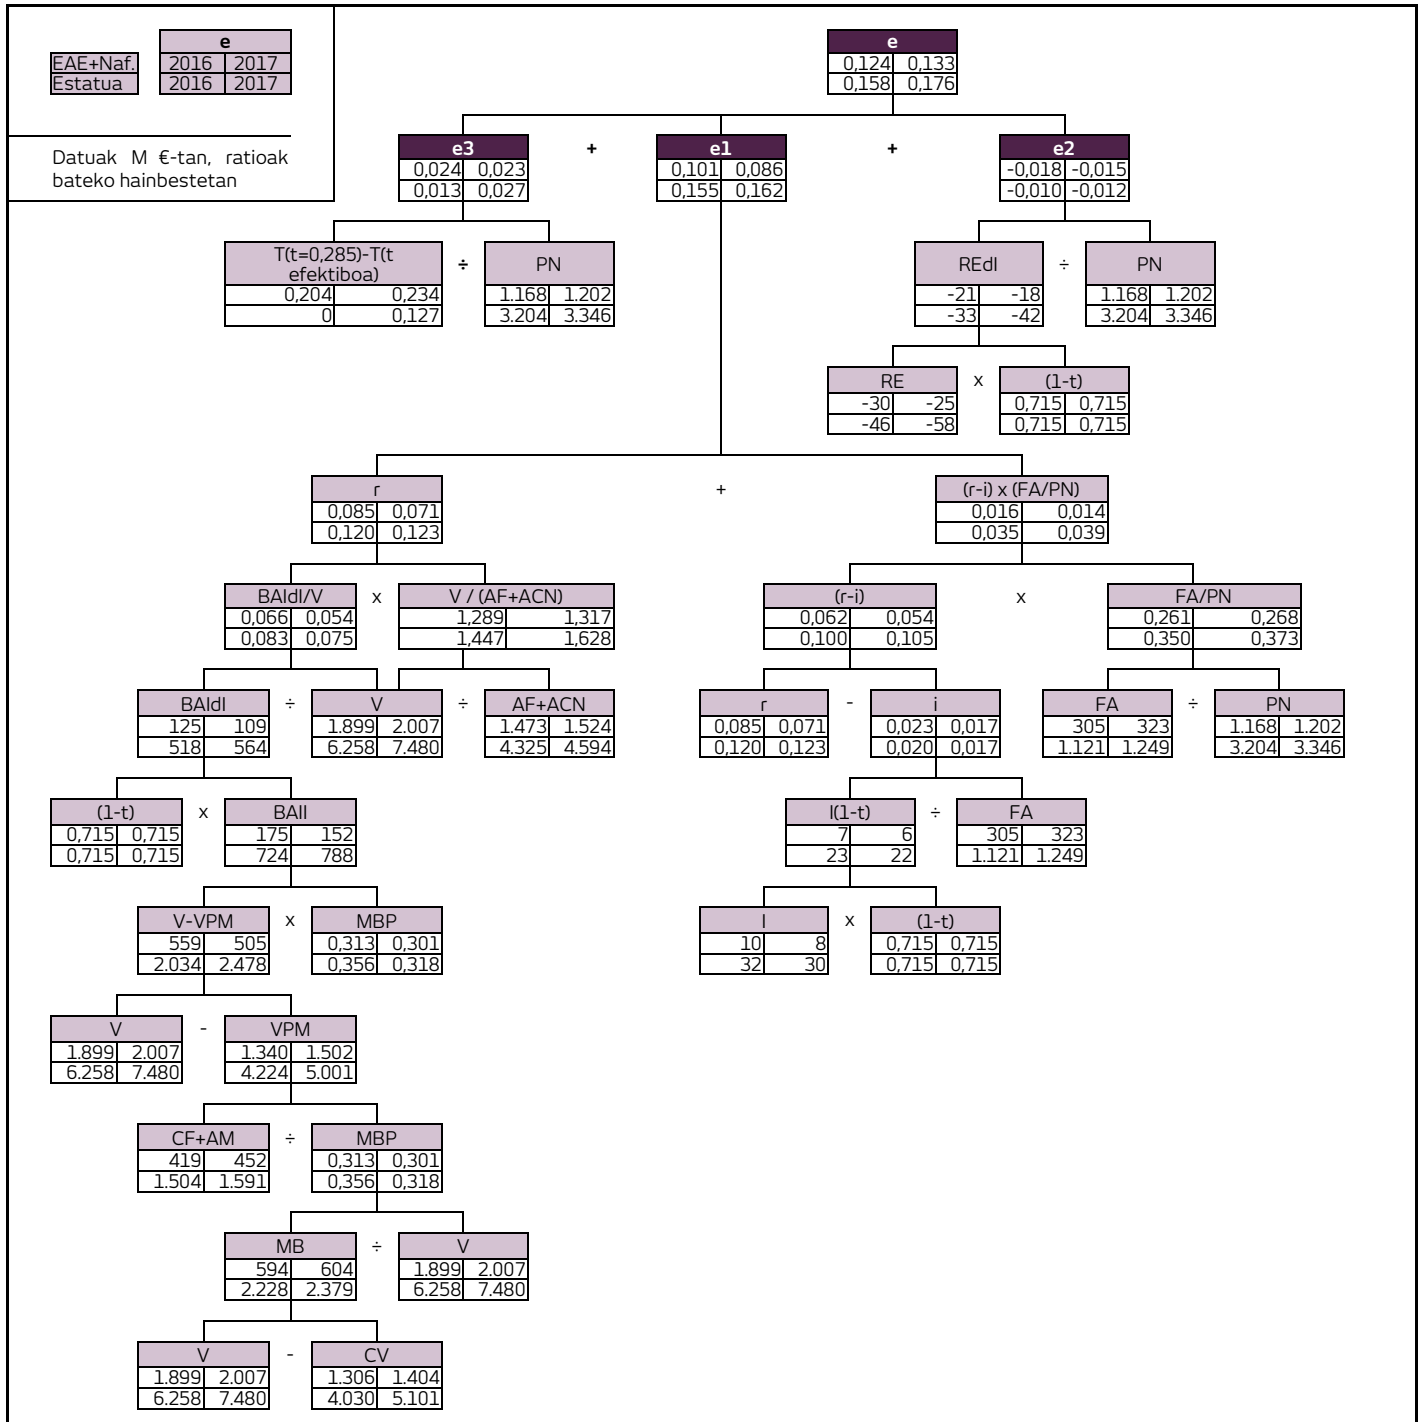 e
EAE+Naf. 2016 2017
Estatua 2016 2017
Datuak M €-tan, ratioak
bateko hainbestetan
e
0,124 0,133
0,158 0,176
e3 + e1 + e2
0,024 0,023 0,101 0,086 -0,018 -0,015
0,013 0,027 0,155 0,162 -0,010 -0,012
T(t=0,285)-T(t
efektiboa) ÷ PN REdI ÷ PN
0,204 0,234 1.168 1.202 -21 -18 1.168 1.202
0 0,127 3.204 3.346 -33 -42 3.204 3.346
RE x (1-t)
-30 -25 0,715 0,715
-46 -58 0,715 0,715
r + (r-i) x (FA/PN)
0,085 0,071 0,016 0,014
0,120 0,123 0,035 0,039
BAIdI/V x V / (AF+ACN) (r-i) x FA/PN
0,066 0,054 1,289 1,317 0,062 0,054 0,261 0,268
0,083 0,075 1,447 1,628 0,100 0,105 0,350 0,373
BAIdI ÷ V ÷ AF+ACN r - i FA ÷ PN
125 109 1.899 2.007 1.473 1.524 0,085 0,071 0,023 0,017 305 323 1.168 1.202
518 564 6.258 7.480 4.325 4.594 0,120 0,123 0,020 0,017 1.121 1.249 3.204 3.346
(1-t) x BAII I(1-t) ÷ FA
0,715 0,715 175 152 7 6 305 323
0,715 0,715 724 788 23 22 1.121 1.249
V-VPM x MBP I x (1-t)
559 505 0,313 0,301 10 8 0,715 0,715
2.034 2.478 0,356 0,318 32 30 0,715 0,715
V - VPM
1.899 2.007 1.340 1.502
6.258 7.480 4.224 5.001
CF+AM ÷ MBP
419 452 0,313 0,301
1.504 1.591 0,356 0,318
MB ÷ V
594 604 1.899 2.007
2.228 2.379 6.258 7.480
V - CV
1.899 2.007 1.306 1.404
6.258 7.480 4.030 5.101